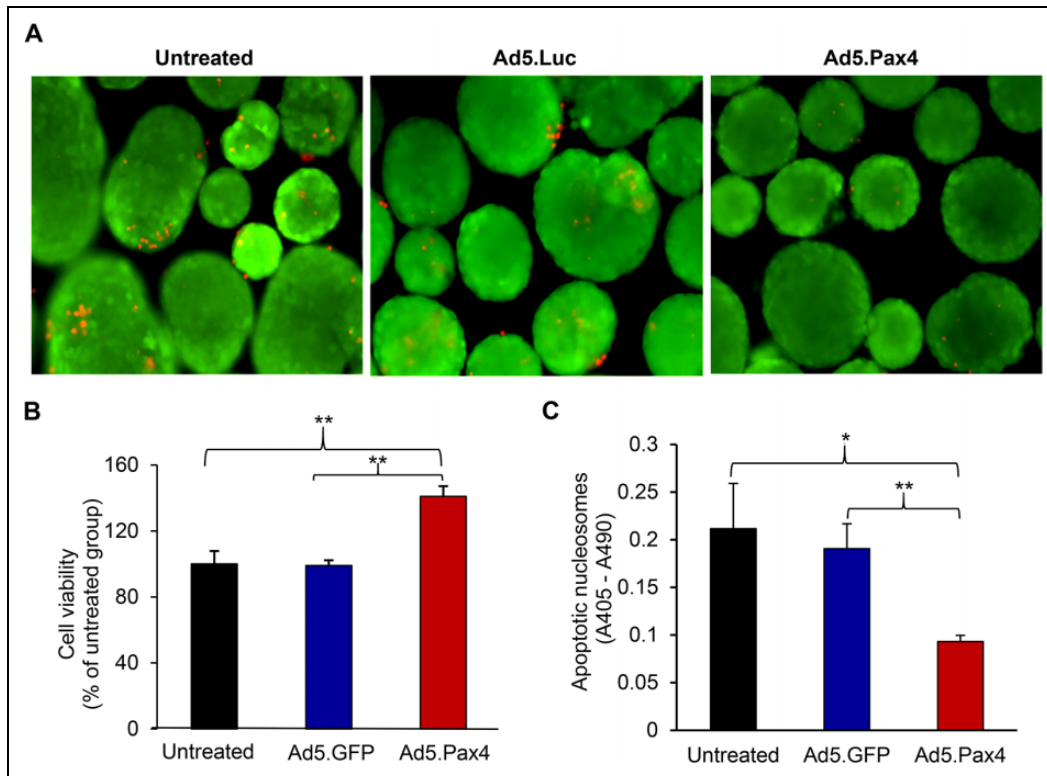 A
Untreated
Ad5.Luc
Ad5.Pax4
B
**
**
160
120
80
40
0
Cell viability
(% of untreated group)
Untreated
Ad5.GFP
Ad5.Pax4
C
*
**
0.3
0.25
0.2
0.15
0.1
0.05
0
Apoptotic nucleosomes
(A405 - A490)
Untreated
Ad5.GFP
Ad5.Pax4